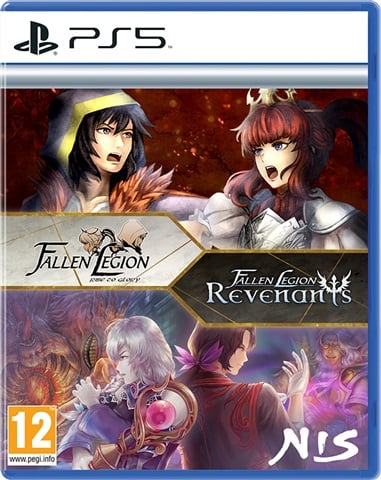 PS5
FALLEN LEGION
RISE TO GLORY
FALLEN LEGION
REVENANTS
12
www.pegi.info
NIS